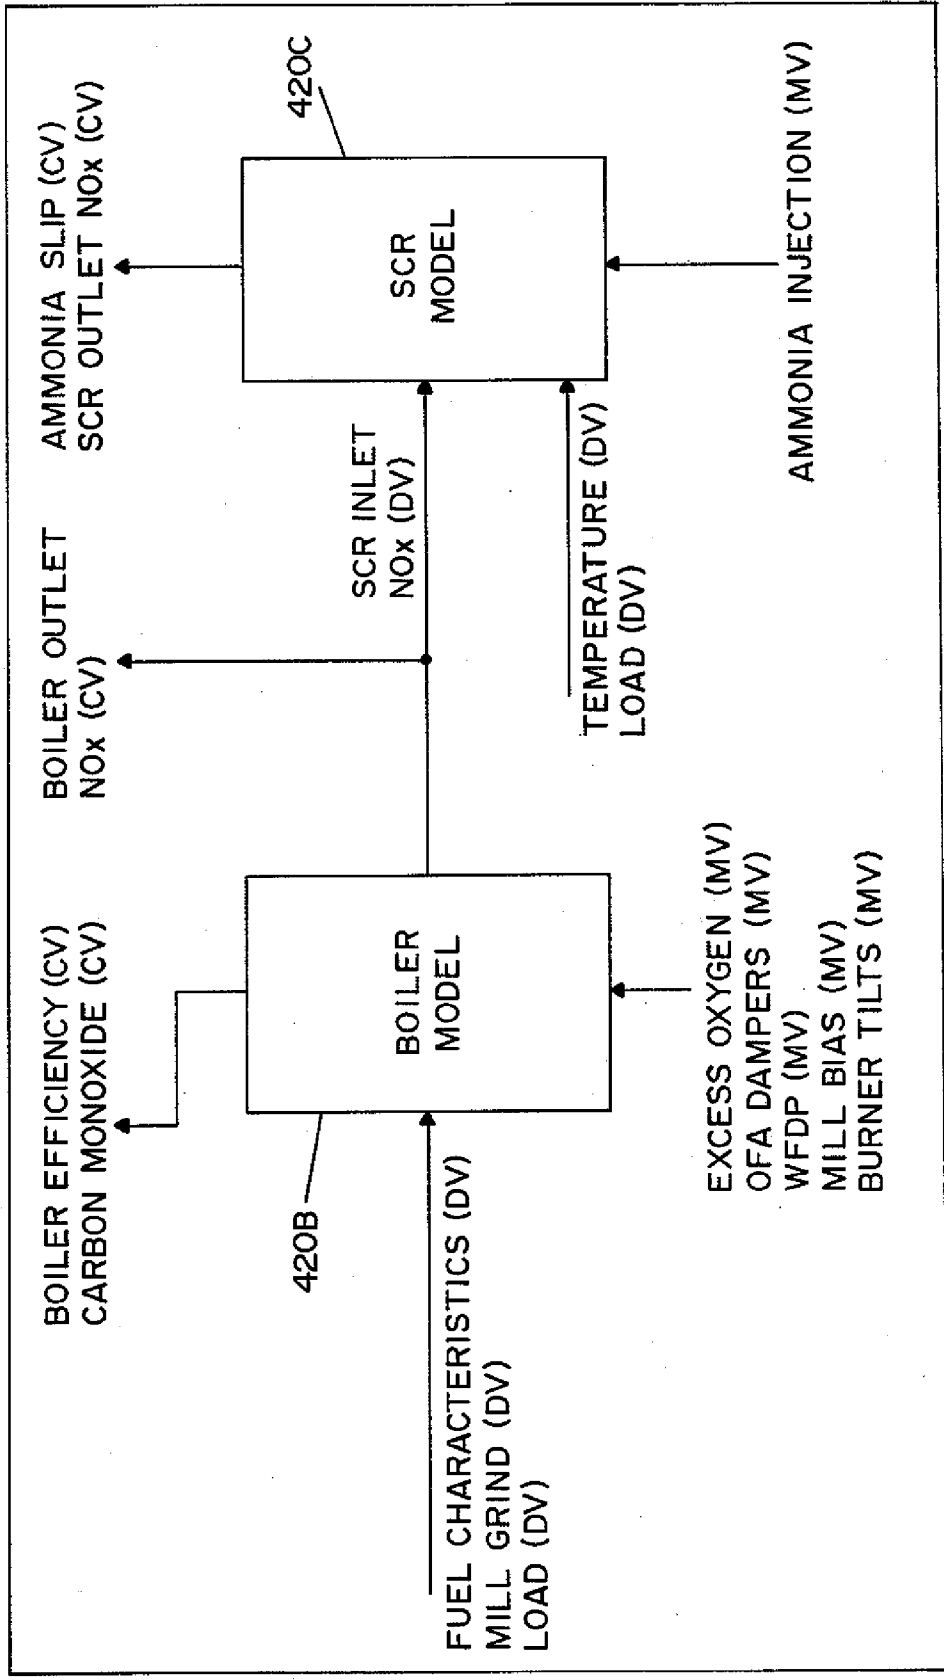 BOILER EFFICIENCY (CV)
CARBON MONOXIDE (CV)
BOILER OUTLET
NOx (CV)
AMMONIA SLIP (CV)
SCR OUTLET NOx (CV)
420B
BOILER
MODEL
SCR INLET
NOx (DV)
420C
SCR
MODEL
FUEL CHARACTERISTICS (DV)
MILL GRIND (DV)
LOAD (DV)
TEMPERATURE (DV)
LOAD (DV)
EXCESS OXYGEN (MV)
OFA DAMPERS (MV)
WFDP (MV)
MILL BIAS (MV)
BURNER TILTS (MV)
AMMONIA INJECTION (MV)